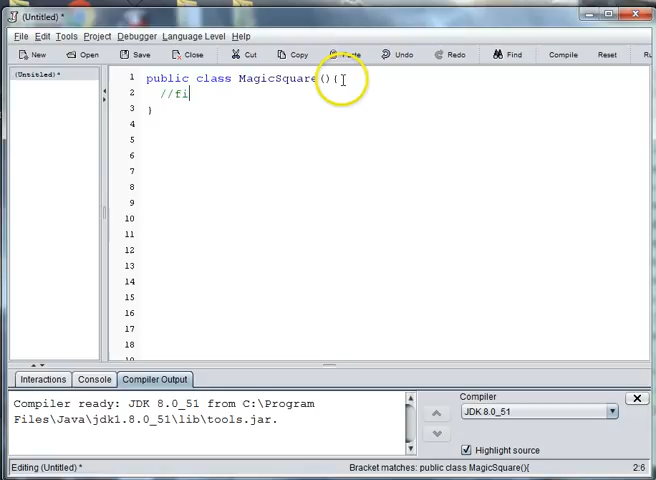 (Untitled) *
File Edit Tools Project Debugger Language Level Help
New Open Save Close Cut Copy Undo Redo Find Compile Reset Ru
(Untitled) *
1 public class MagicSquare(){
2 //fi
3 }
4
5
6
7
8
9
10
11
12
13
14
15
16
17
18
19
Interactions Console Compiler Output
Compiler ready: JDK 8.0_51 from C:\Program
Files\Java\jdk1.8.0_51\lib\tools.jar.
Compiler
JDK 8.0_51
Highlight source
Editing (Untitled) * Bracket matches: public class MagicSquare(){ 2:6